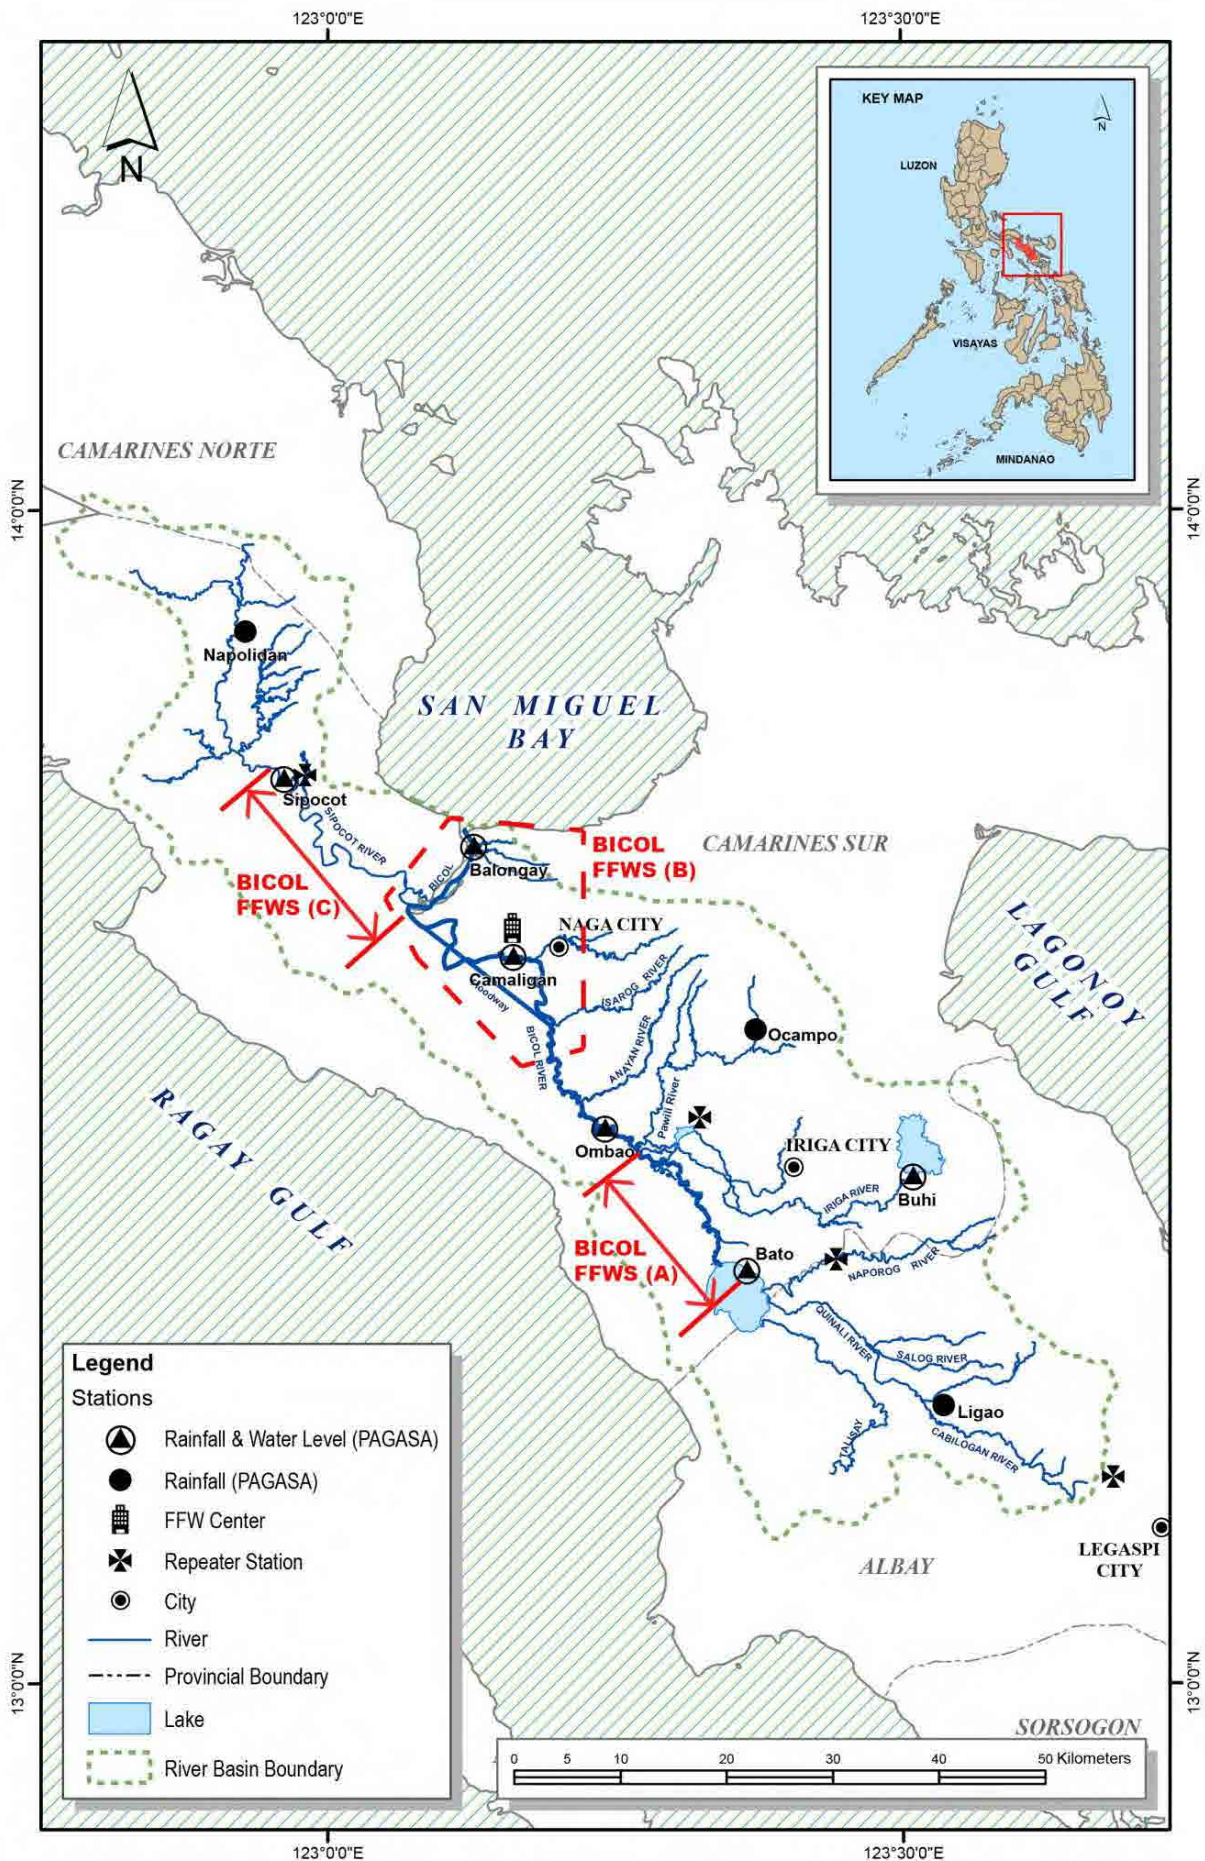 123°0'0"E
123°30'0"E
N
KEY MAP
N
LUZON
VISAYAS
MINDANAO
CAMARINES NORTE
14°0'0"N
14°0'0"N
Napolidan
SAN MIGUEL
BAY
Sipocot
SIPOCOT RIVER
BICOL
FFWS (C)
BICOL
Balongay
BICOL
FFWS (B)
CAMARINES SUR
NAGA CITY
Camaligan
floodway
ISAROG RIVER
LAGONOY
GULF
BICOL RIVER
ANAYAN RIVER
Ocampo
Pawili River
RAGAY
GULF
Ombao
IRIGA CITY
IRIGA RIVER
Buhi
BICOL
FFWS (A)
Bato
NAPOROG RIVER
QUINALI RIVER
SALOG RIVER
Ligao
TALISAY
CABILOGAN RIVER
LEGASPI
CITY
ALBAY
SORSOGON
Legend
Stations
Rainfall & Water Level (PAGASA)
Rainfall (PAGASA)
FFW Center
Repeater Station
City
River
Provincial Boundary
Lake
River Basin Boundary
13°0'0"N
13°0'0"N
0 5 10 20 30 40 50 Kilometers
123°0'0"E
123°30'0"E